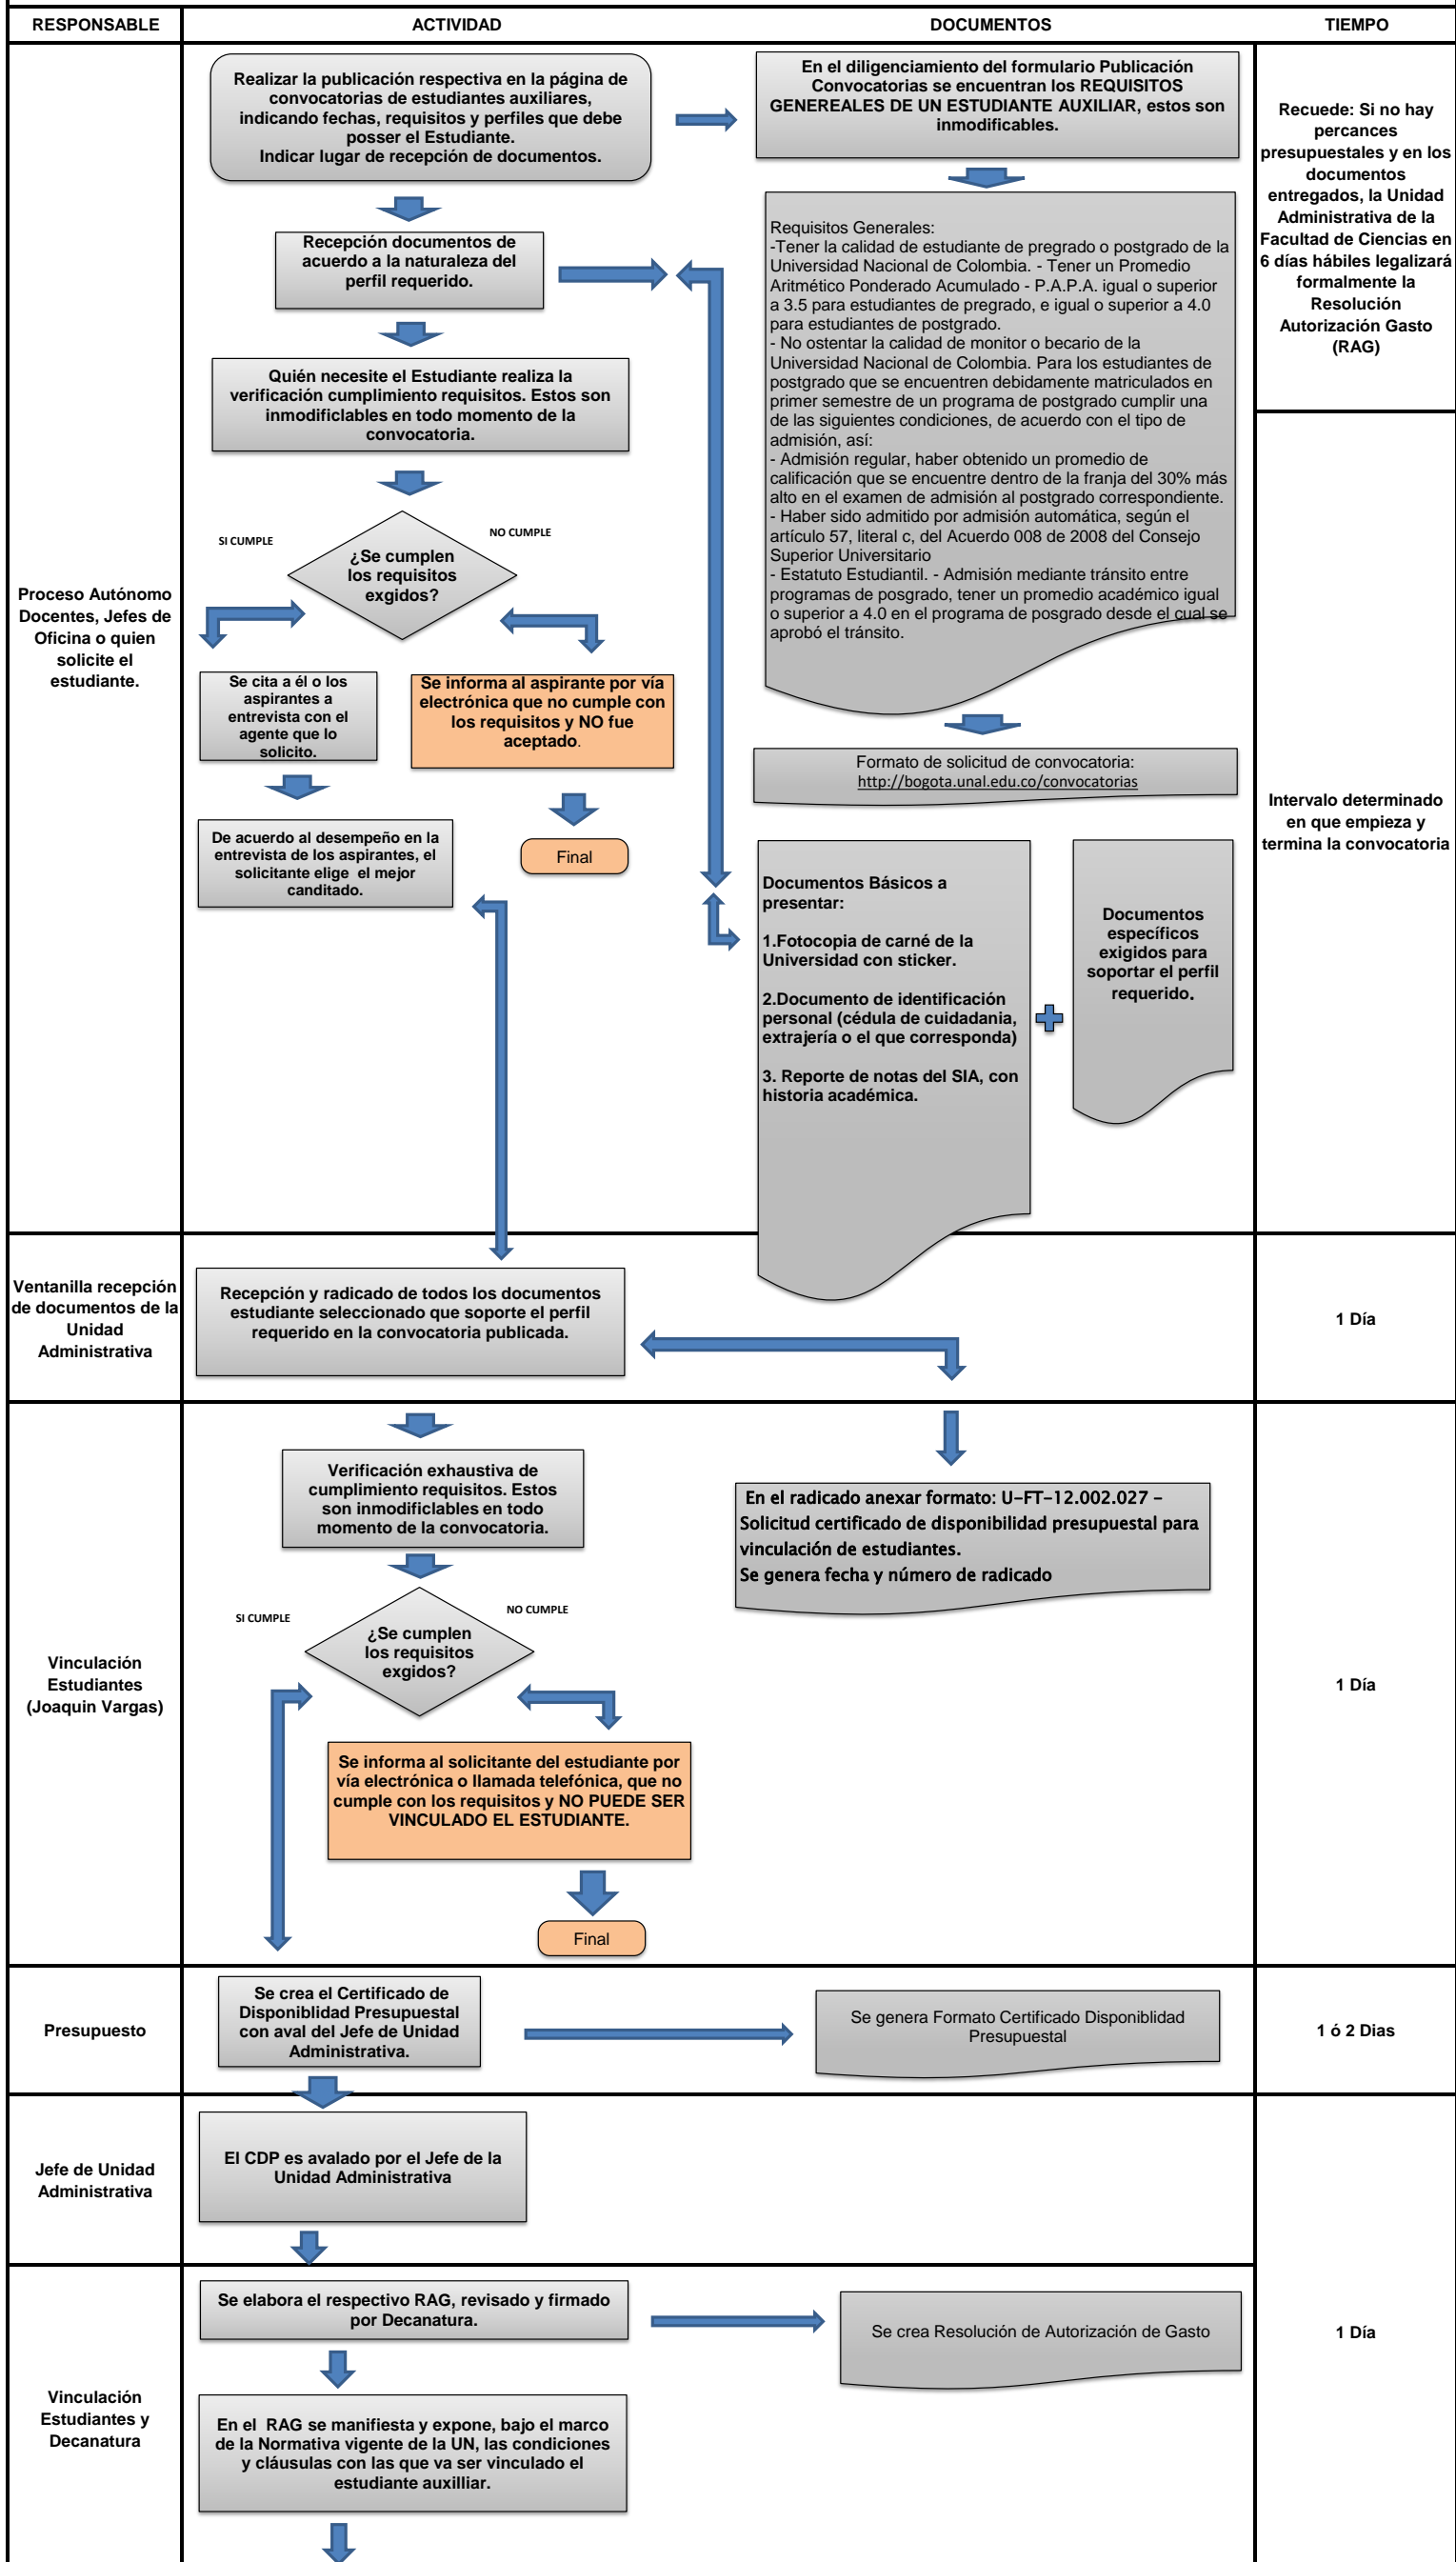 RESPONSABLE
ACTIVIDAD
DOCUMENTOS
TIEMPO
Proceso Autónomo
Docentes, Jefes de
Oficina o quien
solicite el
estudiante.
Realizar la publicación respectiva en la página de
convocatorias de estudiantes auxiliares,
indicando fechas, requisitos y perfiles que debe
posser el Estudiante.
Indicar lugar de recepción de documentos.
En el diligenciamiento del formulario Publicación
Convocatorias se encuentran los REQUISITOS
GENEREALES DE UN ESTUDIANTE AUXILIAR, estos son
inmodificables.
Recuede: Si no hay
percances
presupuestales y en los
documentos
entregados, la Unidad
Administrativa de la
Facultad de Ciencias en
6 días hábiles legalizará
formalmente la
Resolución
Autorización Gasto
(RAG)
Recepción documentos de
acuerdo a la naturaleza del
perfil requerido.
Requisitos Generales:
-Tener la calidad de estudiante de pregrado o postgrado de la
Universidad Nacional de Colombia. - Tener un Promedio
Aritmético Ponderado Acumulado - P.A.P.A. igual o superior
a 3.5 para estudiantes de pregrado, e igual o superior a 4.0
para estudiantes de postgrado.
- No ostentar la calidad de monitor o becario de la
Universidad Nacional de Colombia. Para los estudiantes de
postgrado que se encuentren debidamente matriculados en
primer semestre de un programa de postgrado cumplir una
de las siguientes condiciones, de acuerdo con el tipo de
admisión, así:
- Admisión regular, haber obtenido un promedio de
calificación que se encuentre dentro de la franja del 30% más
alto en el examen de admisión al postgrado correspondiente.
- Haber sido admitido por admisión automática, según el
artículo 57, literal c, del Acuerdo 008 de 2008 del Consejo
Superior Universitario
- Estatuto Estudiantil. - Admisión mediante tránsito entre
programas de posgrado, tener un promedio académico igual
o superior a 4.0 en el programa de posgrado desde el cual se
aprobó el tránsito.
Quién necesite el Estudiante realiza la
verificación cumplimiento requisitos. Estos son
inmodificlables en todo momento de la
convocatoria.
SI CUMPLE
NO CUMPLE
¿Se cumplen
los requisitos
exgidos?
Se cita a él o los
aspirantes a
entrevista con el
agente que lo
solicito.
Se informa al aspirante por vía
electrónica que no cumple con
los requisitos y NO fue
aceptado.
Formato de solicitud de convocatoria:
http://bogota.unal.edu.co/convocatorias
Intervalo determinado
en que empieza y
termina la convocatoria
De acuerdo al desempeño en la
entrevista de los aspirantes, el
solicitante elige el mejor
canditado.
Final
Documentos Básicos a
presentar:
1.Fotocopia de carné de la
Universidad con sticker.
2.Documento de identificación
personal (cédula de cuidadania,
extrajería o el que corresponda)
3. Reporte de notas del SIA, con
historia académica.
Documentos
específicos
exigidos para
soportar el perfil
requerido.
Ventanilla recepción
de documentos de la
Unidad
Administrativa
Recepción y radicado de todos los documentos
estudiante seleccionado que soporte el perfil
requerido en la convocatoria publicada.
1 Día
Vinculación
Estudiantes
(Joaquin Vargas)
Verificación exhaustiva de
cumplimiento requisitos. Estos
son inmodificlables en todo
momento de la convocatoria.
En el radicado anexar formato: U-FT-12.002.027 -
Solicitud certificado de disponibilidad presupuestal para
vinculación de estudiantes.
Se genera fecha y número de radicado
SI CUMPLE
NO CUMPLE
¿Se cumplen
los requisitos
exgidos?
1 Día
Se informa al solicitante del estudiante por
vía electrónica o llamada telefónica, que no
cumple con los requisitos y NO PUEDE SER
VINCULADO EL ESTUDIANTE.
Final
Presupuesto
Se crea el Certificado de
Disponiblidad Presupuestal
con aval del Jefe de Unidad
Administrativa.
Se genera Formato Certificado Disponiblidad
Presupuestal
1 ó 2 Dias
Jefe de Unidad
Administrativa
El CDP es avalado por el Jefe de la
Unidad Administrativa
Vinculación
Estudiantes y
Decanatura
Se elabora el respectivo RAG, revisado y firmado
por Decanatura.
Se crea Resolución de Autorización de Gasto
1 Día
En el RAG se manifiesta y expone, bajo el marco
de la Normativa vigente de la UN, las condiciones
y cláusulas con las que va ser vinculado el
estudiante auxilliar.